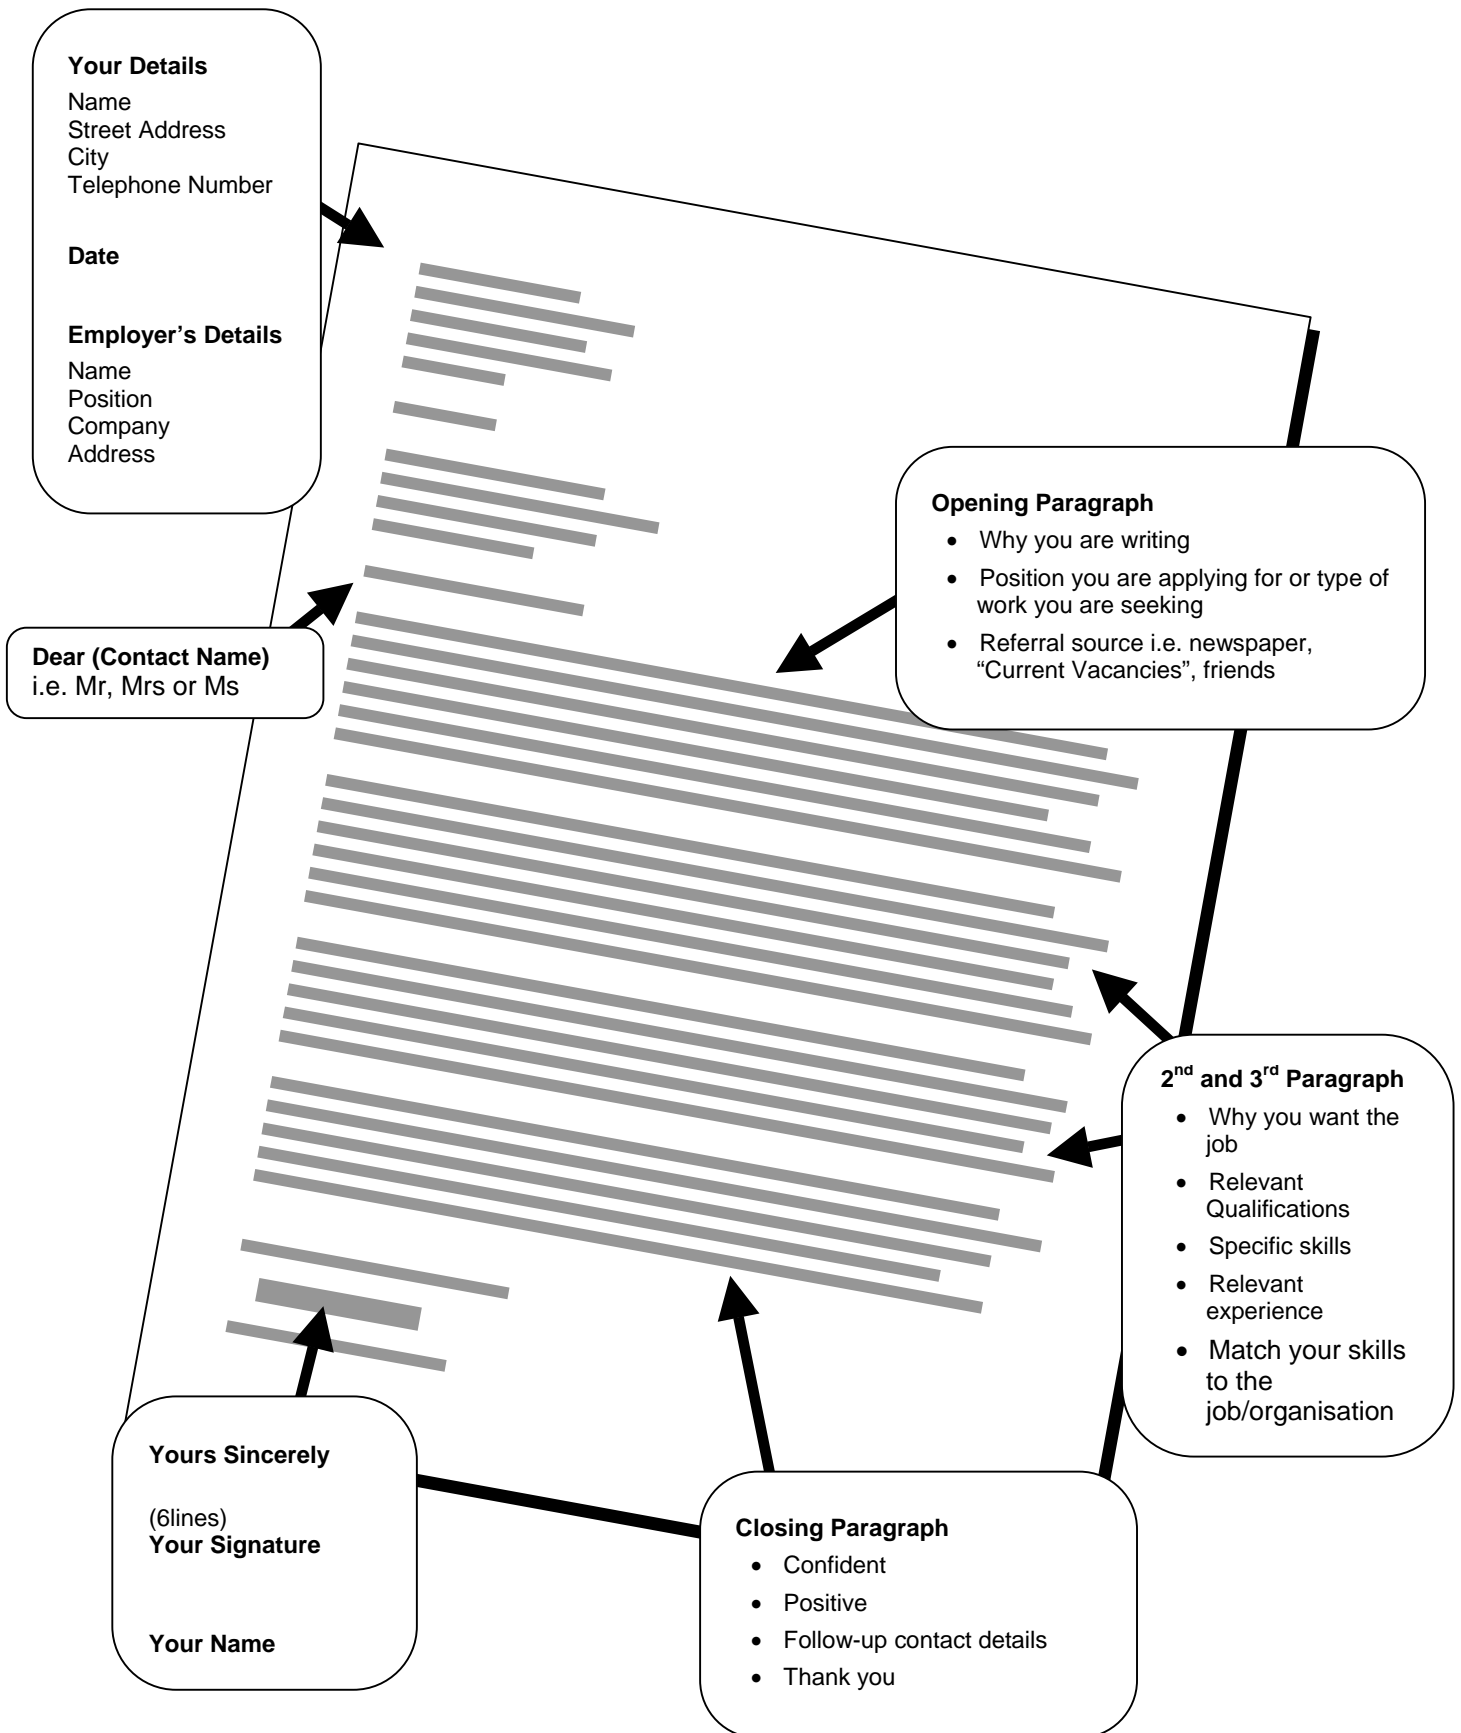 Your Details
Name
Street Address
City
Telephone Number
Date
Employer’s Details
Name
Position
Company
Address
Dear (Contact Name)
i.e. Mr, Mrs or Ms
Opening Paragraph
• Why you are writing
• Position you are applying for or type of
work you are seeking
• Referral source i.e. newspaper,
“Current Vacancies”, friends
2nd and 3rd Paragraph
• Why you want the
job
• Relevant
Qualifications
• Specific skills
• Relevant
experience
• Match your skills
to the
job/organisation
Closing Paragraph
• Confident
• Positive
• Follow-up contact details
• Thank you
Yours Sincerely
(6lines)
Your Signature
Your Name